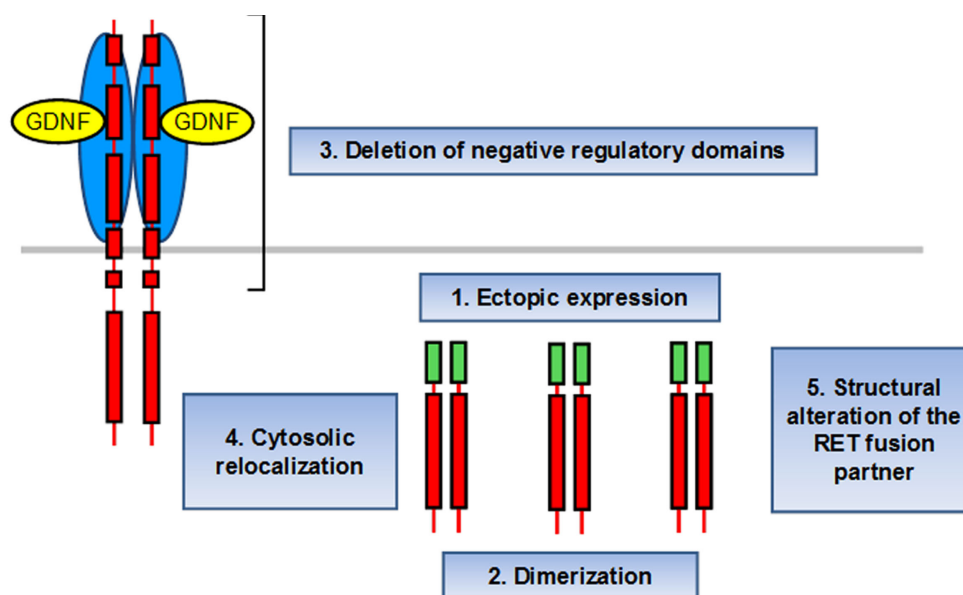 GDNF
GDNF
3. Deletion of negative regulatory domains
1. Ectopic expression
4. Cytosolic
relocalization
5. Structural
alteration of the
RET fusion
partner
2. Dimerization